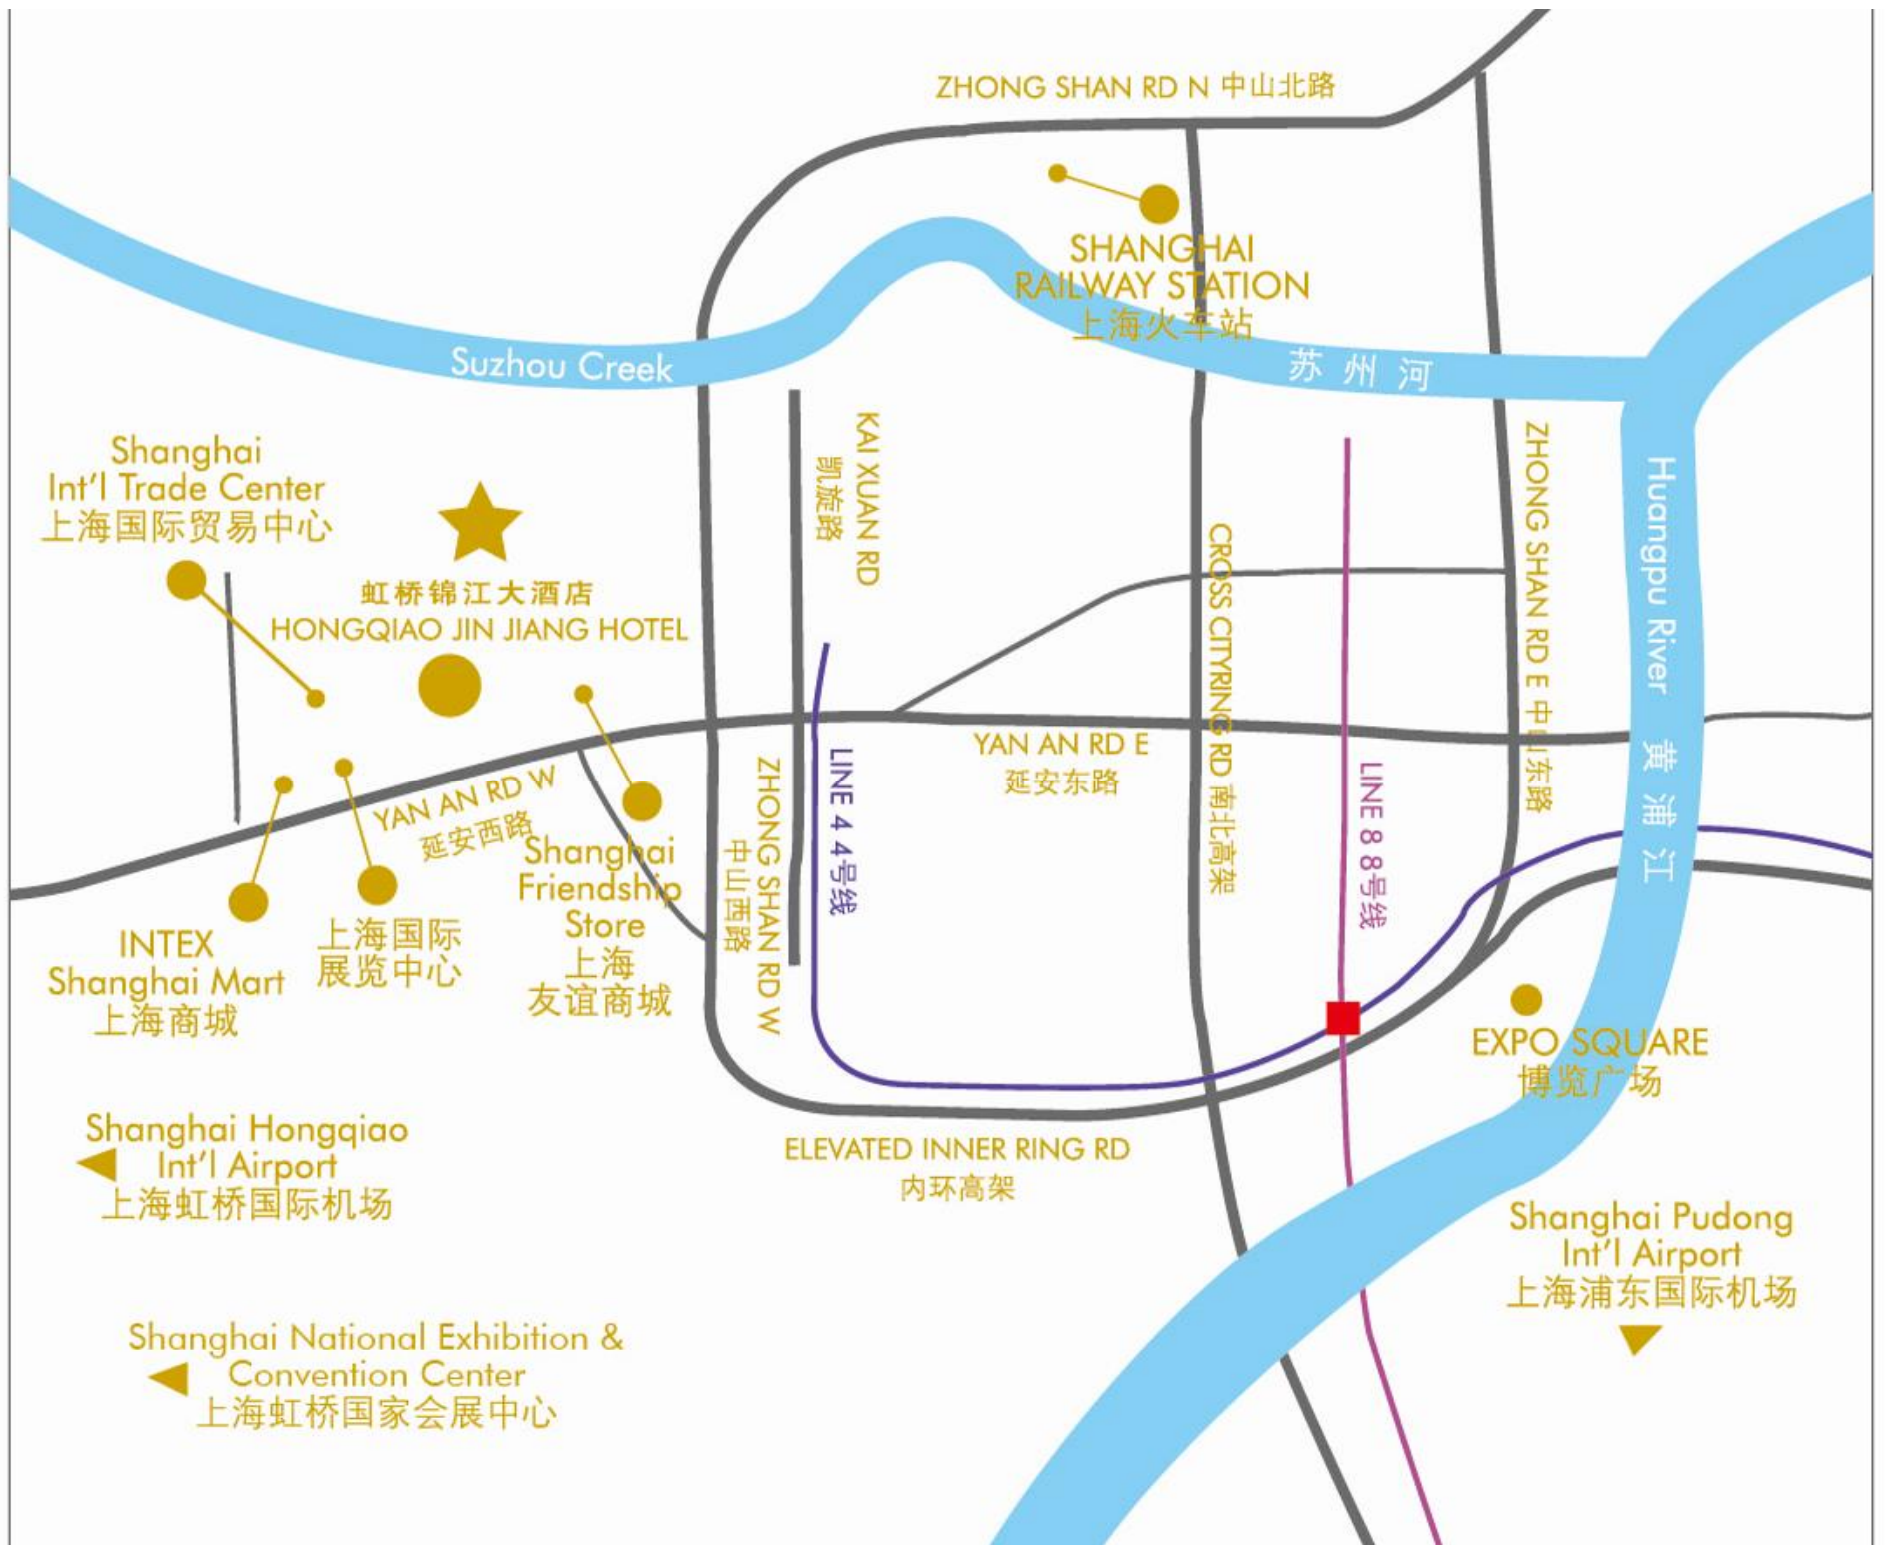 ZHONG SHAN RD N 中山北路
SHANGHAI
RAILWAY STATION
上海火车站
Suzhou Creek
苏州河
Shanghai
Int'l Trade Center
上海国际贸易中心
虹桥锦江大酒店
HONGQIAO JIN JIANG HOTEL
KAI XUAN RD
凯旋路
CROSS CITYRING RD 南北高架
ZHONG SHAN RD E 中山东路
Huangpu River 黄浦江
YAN AN RD W
延安西路
YAN AN RD E
延安东路
LINE 4 4号线
LINE 8 8号线
ZHONG SHAN RD W
中山西路
INTEX
Shanghai Mart
上海商城
上海国际
展览中心
Shanghai
Friendship
Store
上海
友谊商城
EXPO SQUARE
博览广场
ELEVATED INNER RING RD
内环高架
Shanghai Hongqiao
Int'l Airport
上海虹桥国际机场
Shanghai Pudong
Int'l Airport
上海浦东国际机场
Shanghai National Exhibition &
Convention Center
上海虹桥国家会展中心